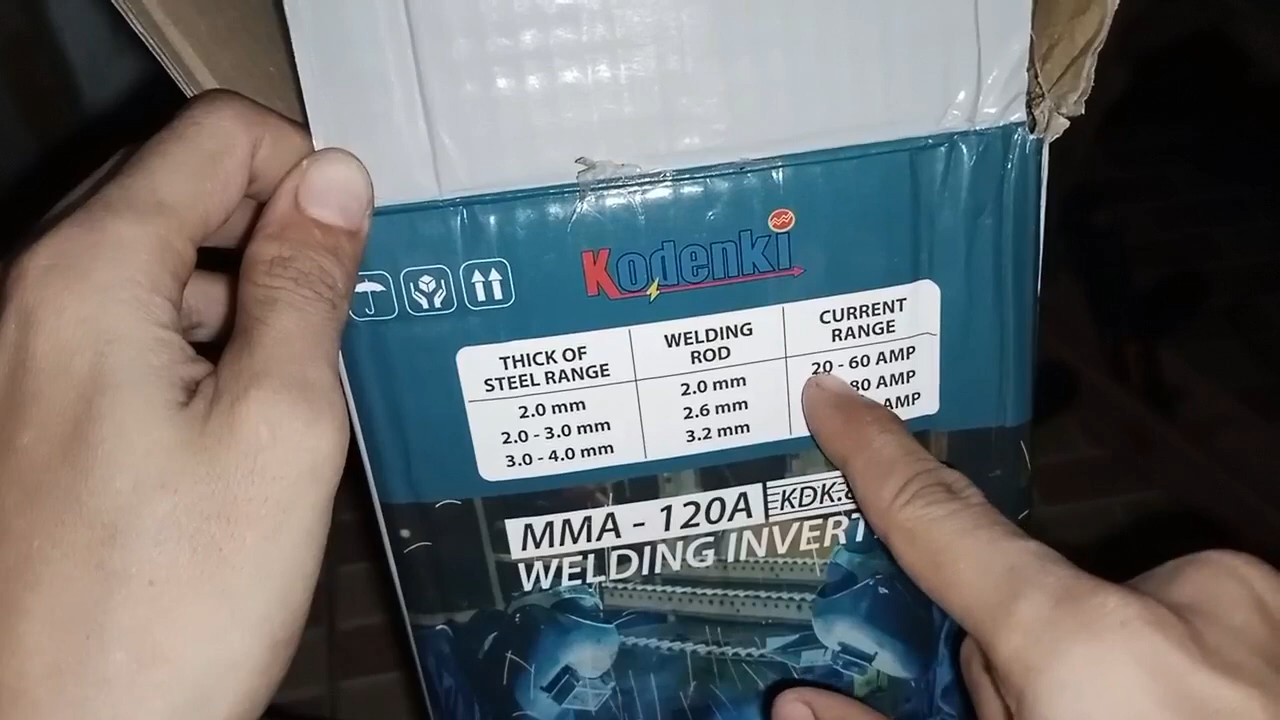 Kodenki
THICK OF
STEEL RANGE
WELDING
ROD
CURRENT
RANGE
2.0 mm
2.0 mm
20 - 60 AMP
2.0 - 3.0 mm
2.6 mm
80 AMP
3.0 - 4.0 mm
3.2 mm
AMP
MMA - 120A
WELDING